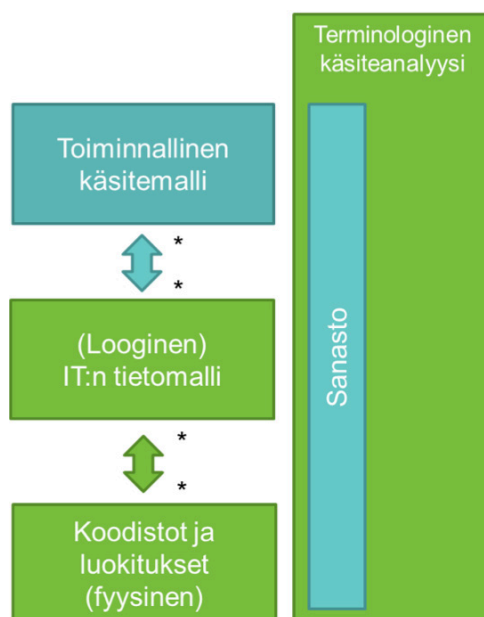 Terminologinen
käsiteanalyysi
Toiminnallinen
käsitemalli
*
*
(Looginen)
IT:n tietomalli
*
*
Koodistot ja
luokitukset
(fyysinen)
Sanasto